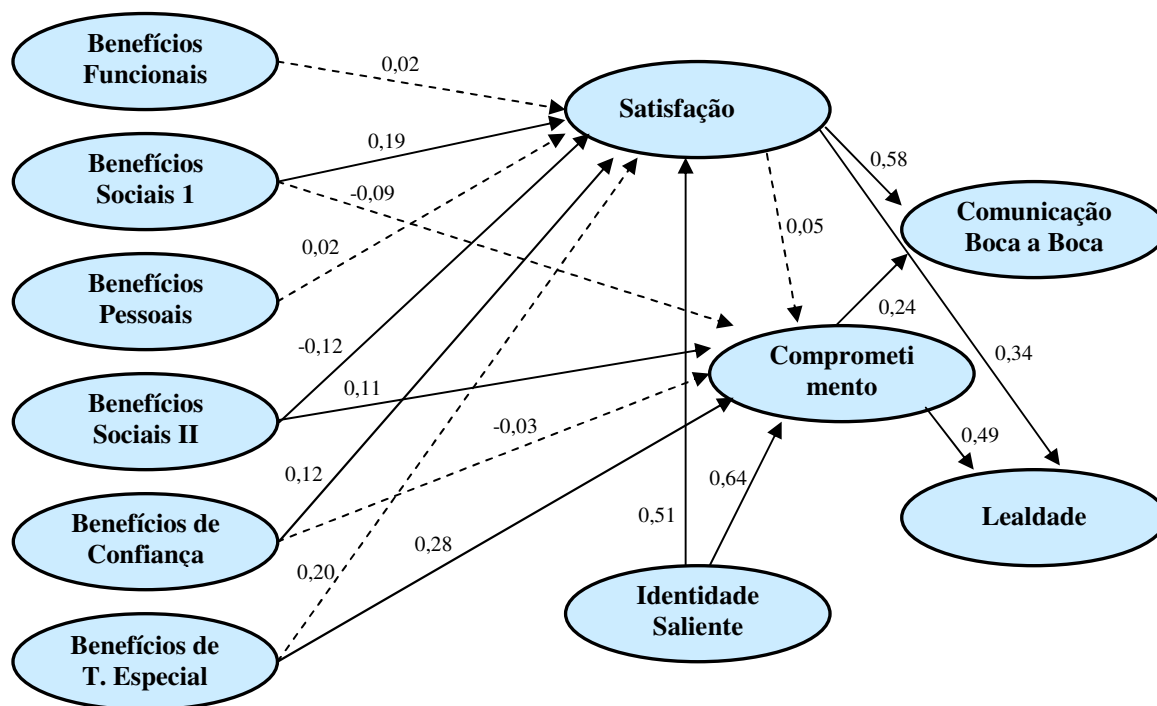 Benefícios
Funcionais
0,02
Satisfação
Benefícios
Sociais 1
0,19
-0,09
0,58
Comunicação
Boca a Boca
0,02
0,05
Benefícios
Pessoais
0,24
-0,12
Comprometi
mento
0,34
Benefícios
Sociais II
0,11
-0,03
0,49
0,12
0,64
Benefícios de
Confiança
0,51
Lealdade
0,28
0,20
Identidade
Saliente
Benefícios de
T. Especial